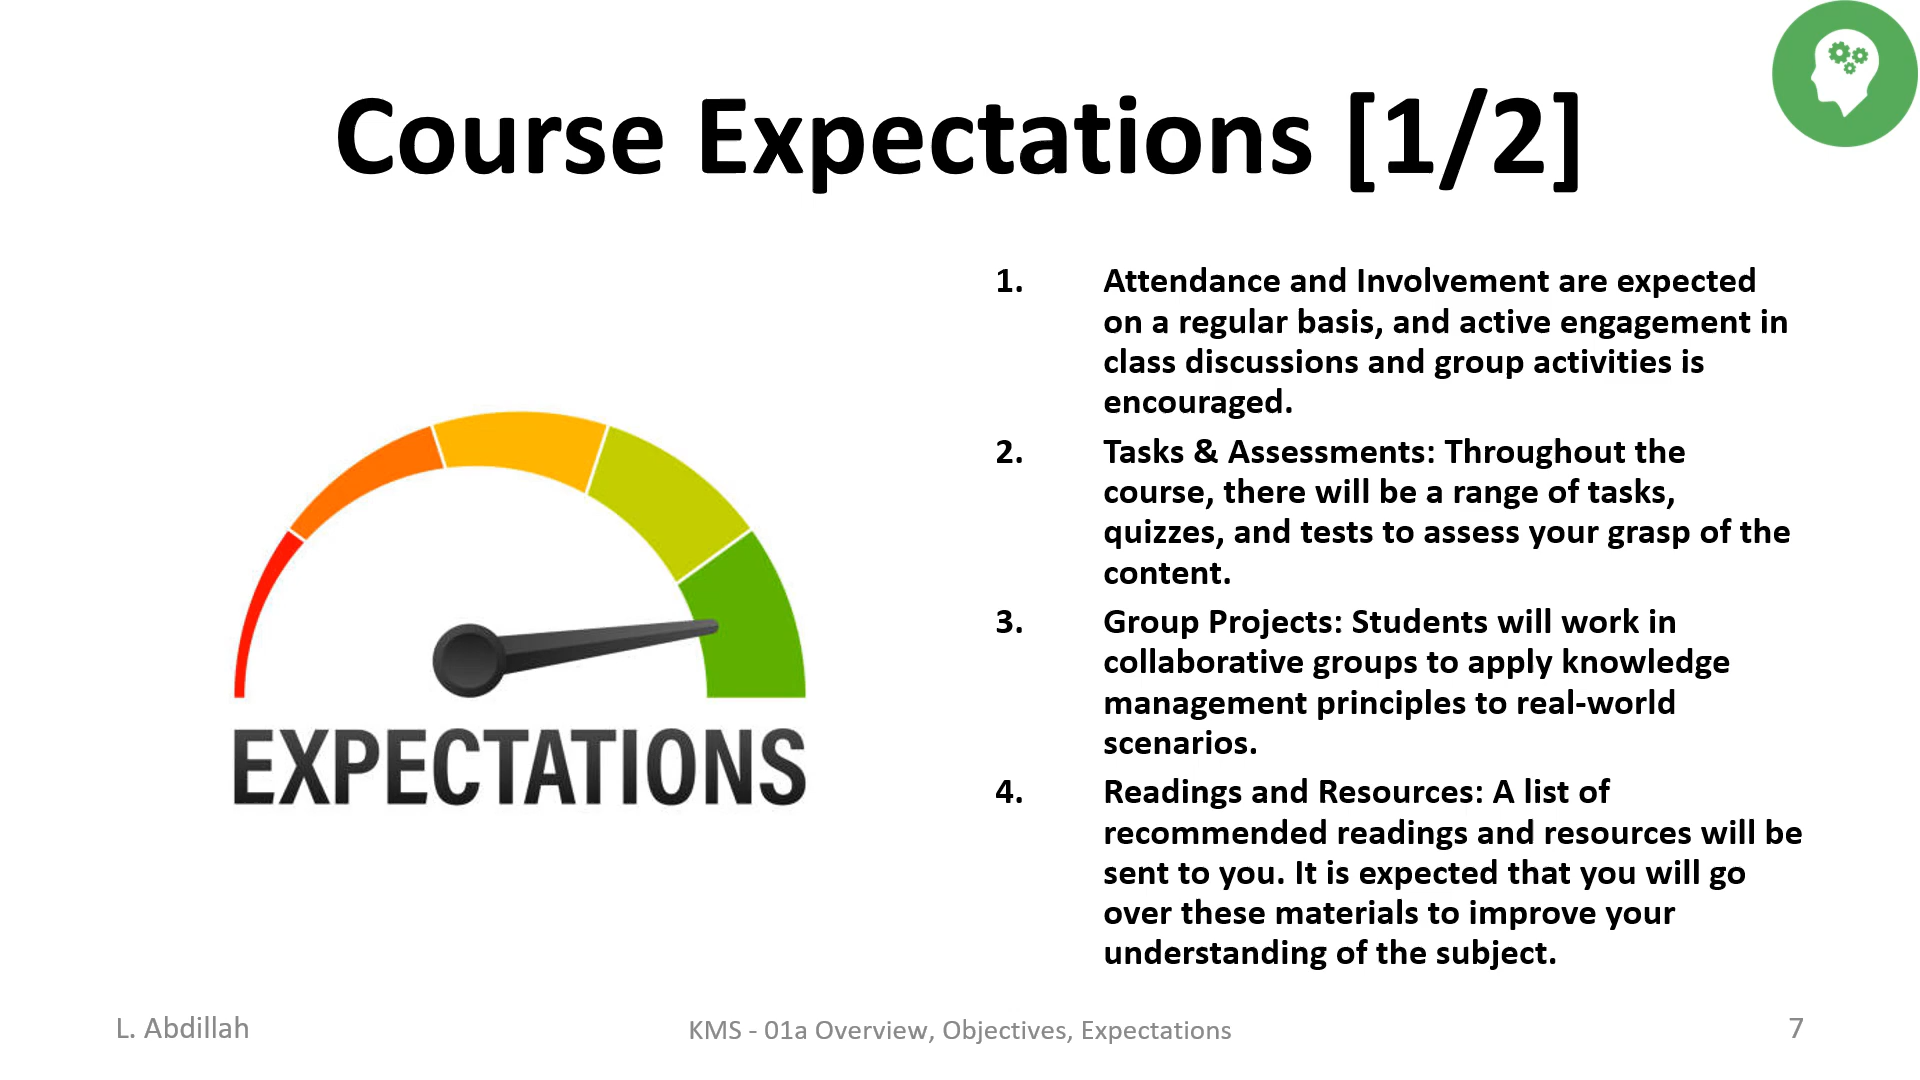 Course Expectations [1/2]
EXPECTATIONS
1. Attendance and Involvement are expected
on a regular basis, and active engagement in
class discussions and group activities is
encouraged.
2. Tasks & Assessments: Throughout the
course, there will be a range of tasks,
quizzes, and tests to assess your grasp of the
content.
3. Group Projects: Students will work in
collaborative groups to apply knowledge
management principles to real-world
scenarios.
4. Readings and Resources: A list of
recommended readings and resources will be
sent to you. It is expected that you will go
over these materials to improve your
understanding of the subject.
L. Abdillah
KMS - 01a Overview, Objectives, Expectations
7